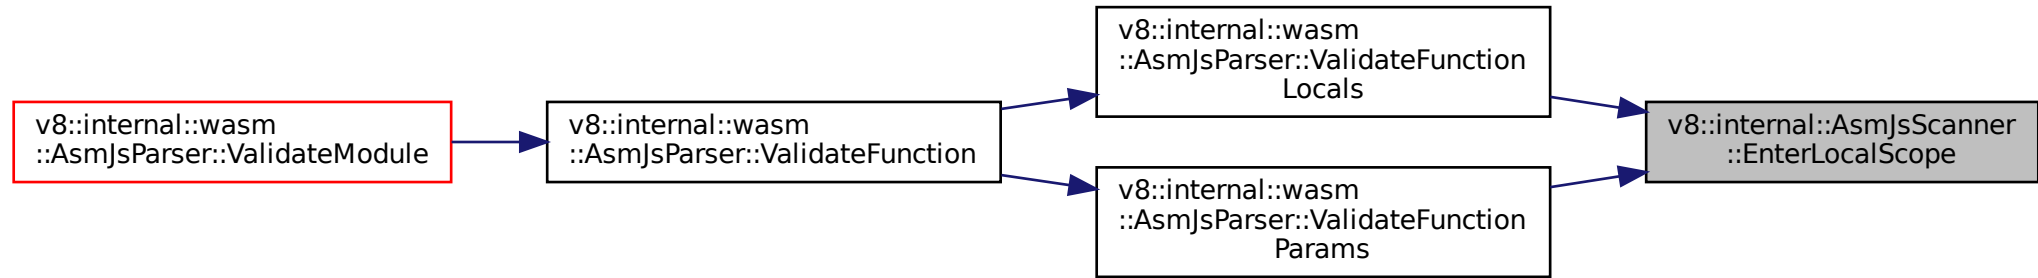 v8::internal::wasm
::AsmJsParser::ValidateModule
v8::internal::wasm
::AsmJsParser::ValidateFunction
v8::internal::wasm
::AsmJsParser::ValidateFunction
Locals
v8::internal::wasm
::AsmJsParser::ValidateFunction
Params
v8::internal::AsmJsScanner
::EnterLocalScope